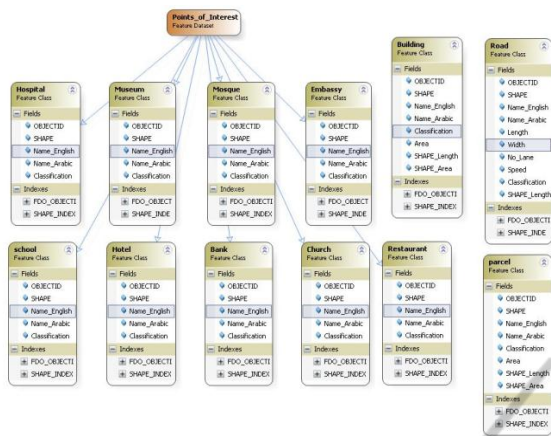 Points_of_Interest
Feature Dataset
Hospital
Feature Class
Fields
OBJECTID
SHAPE
Name_English
Name_Arabic
Classification
Indexes
FDO_OBJECTI
SHAPE_INDEX
Museum
Feature Class
Fields
OBJECTID
SHAPE
Name_English
Name_Arabic
Classification
Indexes
FDO_OBJECT
SHAPE_INDE
Mosque
Feature Class
Fields
OBJECTID
SHAPE
Name_English
Name_Arabic
Classification
Indexes
FDO_OBJECTI
SHAPE_INDEX
Embassy
Feature Class
Fields
OBJECTID
SHAPE
Name_English
Name_Arabic
Classification
Indexes
FDO_OBJECT
SHAPE_INDE
Building
Feature Class
Fields
OBJECTID
SHAPE
Name_English
Name_Arabic
Classification
Area
SHAPE_Length
SHAPE_Area
Indexes
FDO_OBJECTI
SHAPE_INDEX
Road
Feature Class
Fields
OBJECTID
SHAPE
Name_English
Name_Arabic
Length
Width
No_Lane
Speed
Classification
SHAPE_Length
Indexes
FDO_OBJECTI
SHAPE_INDE
school
Feature Class
Fields
OBJECTID
SHAPE
Name_English
Name_Arabic
Classification
Indexes
FDO_OBJECTI
SHAPE_INDEX
Hotel
Feature Class
Fields
OBJECTID
SHAPE
Name_English
Name_Arabic
Classification
Indexes
FDO_OBJECTI
SHAPE_INDEX
Bank
Feature Class
Fields
OBJECTID
SHAPE
Name_English
Name_Arabic
Classification
Indexes
FDO_OBJECTI
SHAPE_INDEX
Church
Feature Class
Fields
OBJECTID
SHAPE
Name_English
Name_Arabic
Classification
Indexes
FDO_OBJECTI
SHAPE_INDEX
Restaurant
Feature Class
Fields
OBJECTID
SHAPE
Name_English
Name_Arabic
Classification
Indexes
FDO_OBJECTI
SHAPE_INDEX
parcel
Feature Class
Fields
OBJECTID
SHAPE
Name_English
Name_Arabic
Classification
Area
SHAPE_Length
SHAPE_Area
Indexes
FDO_OBJECTI
SHAPE_INDEX